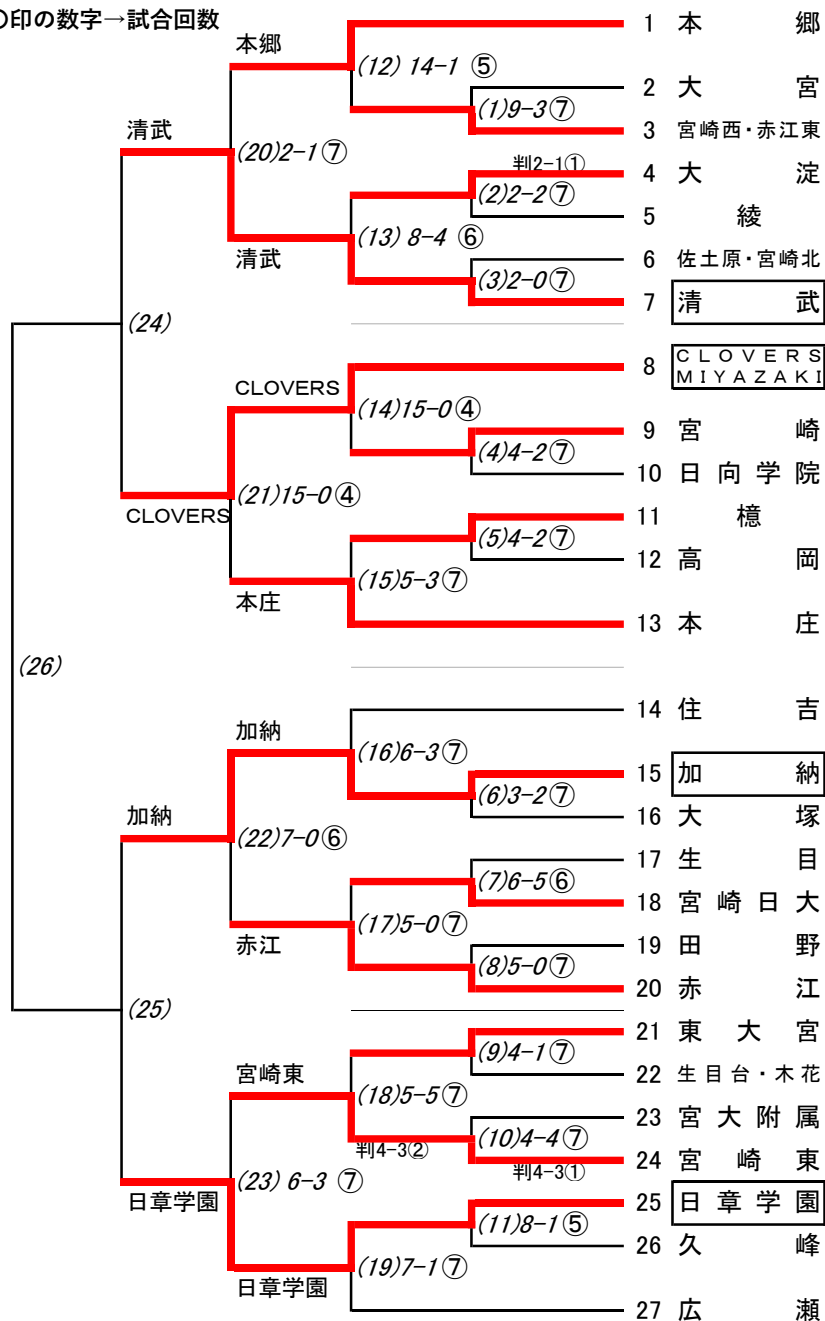 〇印の数字→試合回数
本郷
1 本郷
(12) 14-1 ⑤
2 大宮
(1)9-3⑦
3 宮崎西・赤江東
清武
(20)2-1⑦
判2-1①
4 大淀
(2)2-2⑦
5 綾
(13) 8-4 ⑥
清武
6 佐土原・宮崎北
(3)2-0⑦
7 清武
(24)
8 CLOVERS MIYAZAKI
CLOVERS
(14)15-0④
9 宮崎
(4)4-2⑦
10 日向学院
(21)15-0④
CLOVERS
11 檍
(5)4-2⑦
12 高岡
(15)5-3⑦
本庄
13 本庄
(26)
14 住吉
加納
(16)6-3⑦
15 加納
(6)3-2⑦
16 大塚
加納
(22)7-0⑥
17 生目
(7)6-5⑥
18 宮崎日大
(17)5-0⑦
赤江
19 田野
(8)5-0⑦
20 赤江
(25)
21 東大宮
(9)4-1⑦
22 生目台・木花
宮崎東
(18)5-5⑦
23 宮大附属
(10)4-4⑦
判4-3②
24 宮崎東
判4-3①
(23) 6-3 ⑦
日章学園
25 日章学園
(11)8-1⑤
26 久峰
(19)7-1⑦
日章学園
27 広瀬